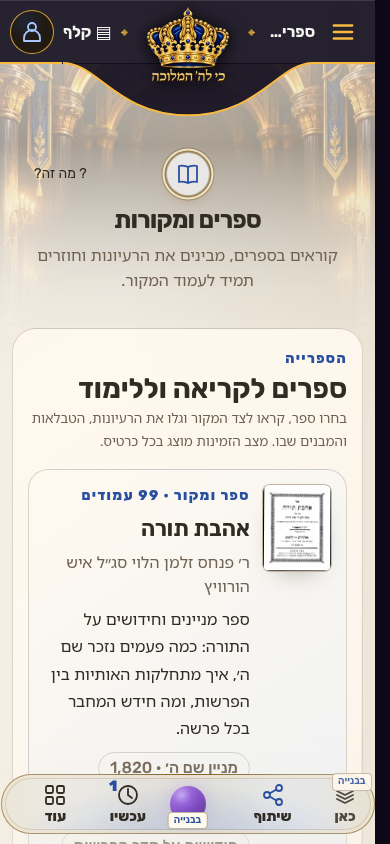 ספרי...
▤ קלף
כי לה׳ המלוכה
? מה זה?
ספרים ומקורות
קוראים בספרים, מבינים את הרעיונות וחוזרים
תמיד לעמוד המקור.
הספרייה
ספרים לקריאה וללימוד
בחרו ספר, קראו לצד המקור וגלו את הרעיונות, הטבלאות
והמבנים שבו. מצב הזמינות מוצג בכל כרטיס.
אהבת תורה
ספר ומקור • 99 עמודים
אהבת תורה
ר׳ פנחס זלמן הלוי סג״ל איש
הורוויץ
ספר מניינים וחידושים על
התורה: כמה פעמים נזכר שם
ה׳, איך מתחלקות האותיות בין
הפרשות, ומה חידש המחבר
בכל פרשה.
מניין שם ה׳ • 1,820
בבנייה
כאן
שיתוף
בבנייה
1
עכשיו
עוד